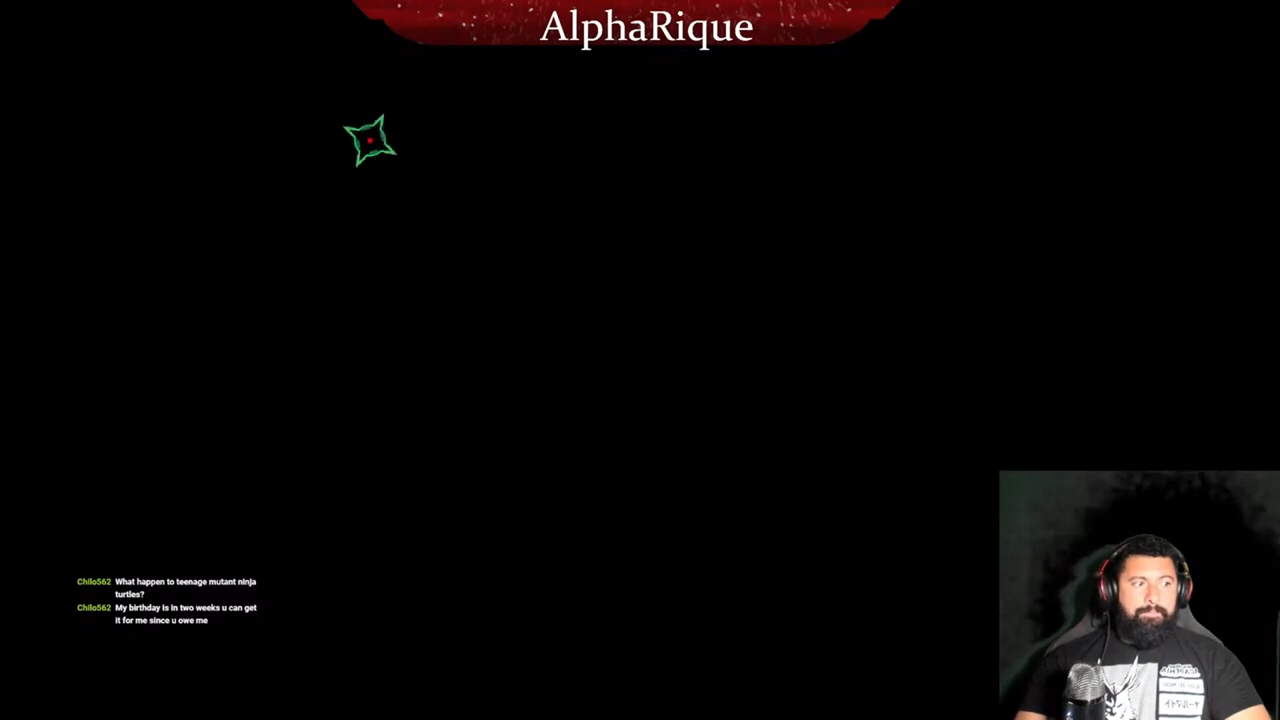 AlphaRique
Chilo562 What happen to teenage mutant ninja
turtles?
Chilo562 My birthday is in two weeks u can get
it for me since u owe me